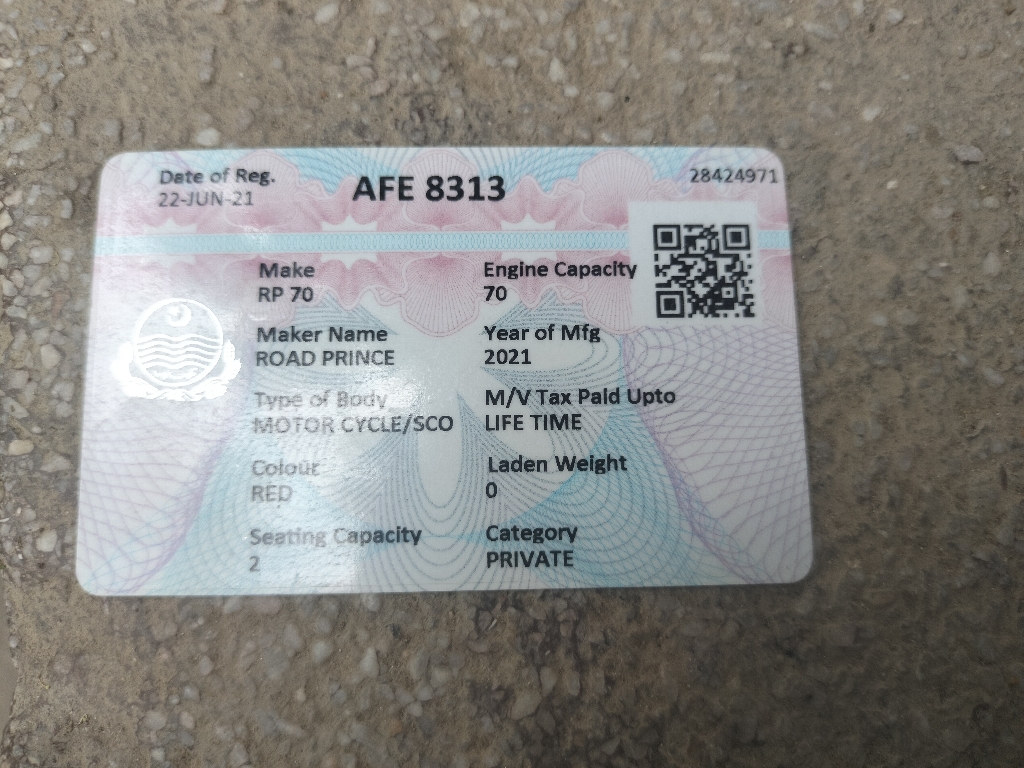 Date of Reg.
22-JUN-21
AFE 8313
28424971
Make
RP 70
Engine Capacity
70
Maker Name
ROAD PRINCE
Year of Mfg
2021
Type of Body
MOTOR CYCLE/SCO
M/V Tax Paid Upto
LIFE TIME
Colour
RED
Laden Weight
0
Seating Capacity
2
Category
PRIVATE